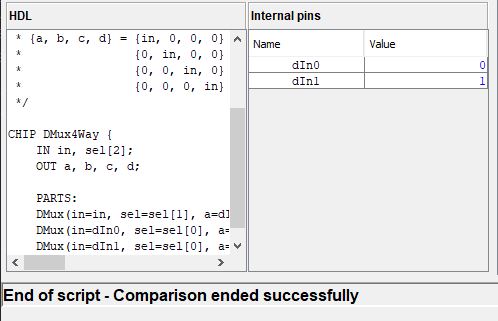 HDL
* {a, b, c, d} = {in, 0, 0, 0}
* {0, in, 0, 0}
* {0, 0, in, 0}
* {0, 0, 0, in}
*/
CHIP DMux4Way {
IN in, sel[2];
OUT a, b, c, d;
PARTS:
DMux(in=in, sel=sel[1], a=dI
DMux(in=dIn0, sel=sel[0], a=
DMux(in=dIn1, sel=sel[0], a=
Internal pins
Name Value
dIn0 0
dIn1 1
End of script - Comparison ended successfully